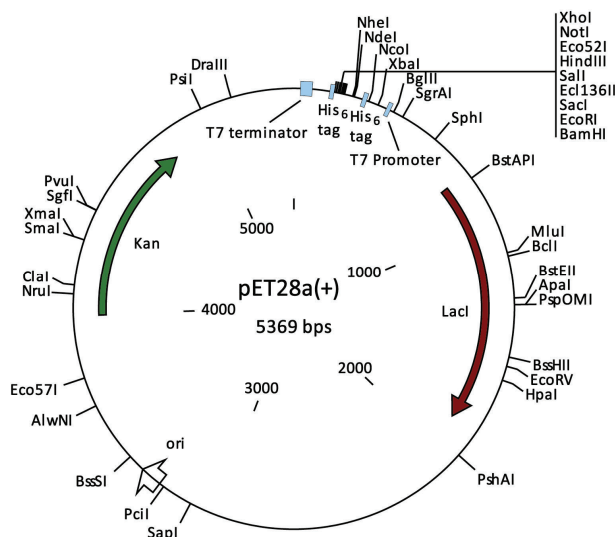 XhoI
NotI
Eco52I
HindIII
SalI
Ecl136II
SacI
EcoRI
BamHI
NheI
NdeI
NcoI
XbaI
BglII
SgrAI
SphI
BstAPI
MluI
BclI
BstEII
ApaI
PspOMI
BssHII
EcoRV
HpaI
PshAI
SapI
PciI
BssSI
AlwNI
Eco57I
NruI
ClaI
SmaI
XmaI
SgfI
PvuI
PsiI
DraIII
T7 terminator
His6
tag
His6
tag
T7 Promoter
Kan
LacI
ori
I
1000
2000
3000
4000
5000
pET28a(+)
5369 bps